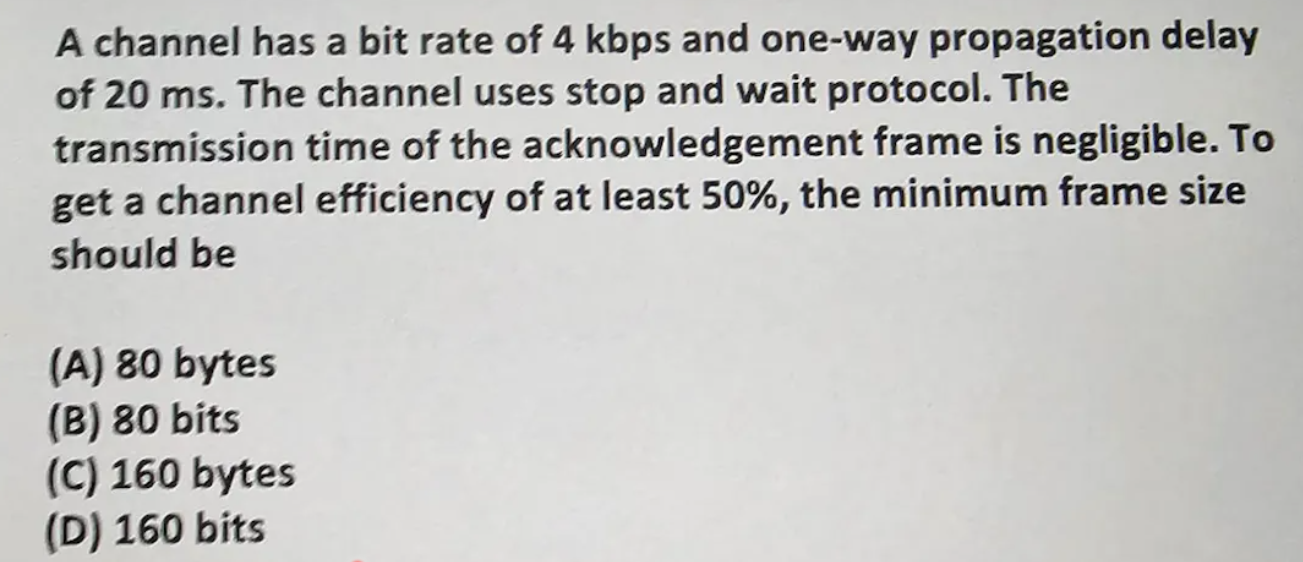 A channel has a bit rate of 4 kbps and one-way propagation delay
of 20 ms. The channel uses stop and wait protocol. The
transmission time of the acknowledgement frame is negligible. To
get a channel efficiency of at least 50%, the minimum frame size
should be
(A) 80 bytes
(B) 80 bits
(C) 160 bytes
(D) 160 bits